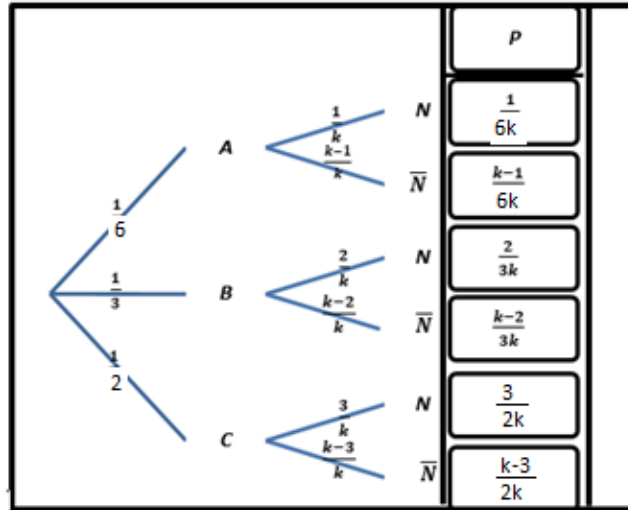 P
1/k N 1/6k
A
k-1/k N̅ k-1/6k
1/6
2/k N 2/3k
1/3 B
k-2/k N̅ k-2/3k
1/2
3/k N 3/2k
C
k-3/k N̅ k-3/2k